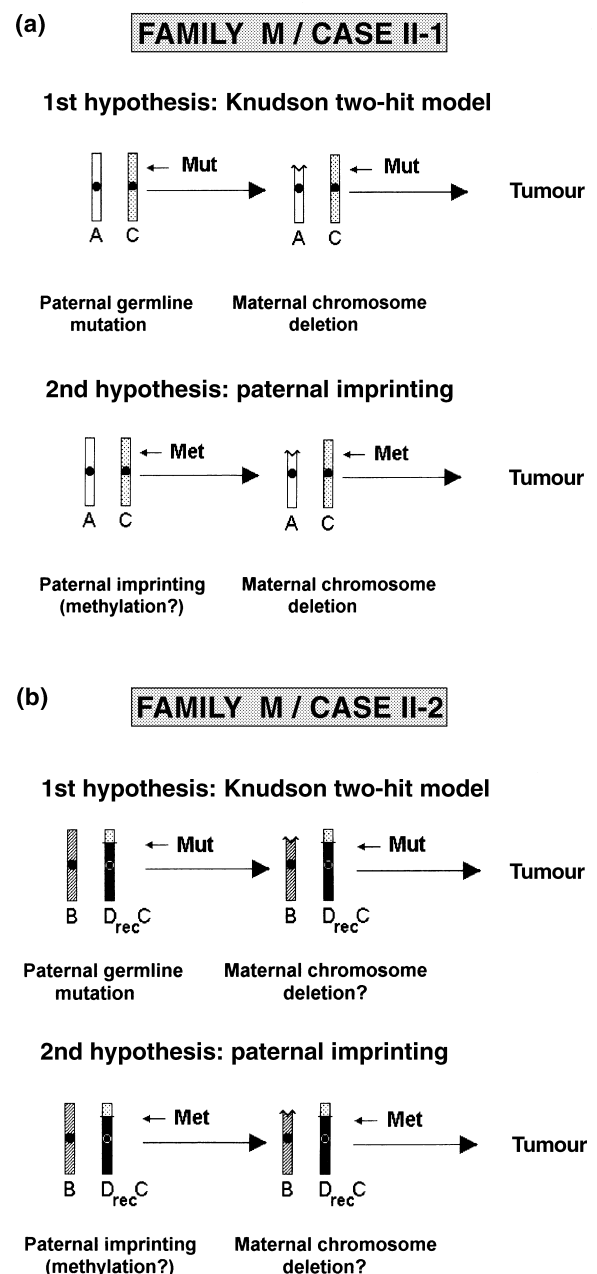 (a)
FAMILY M / CASE II-1
1st hypothesis: Knudson two-hit model
Mut
Mut
Tumour
A C
A C
Paternal germline
mutation
Maternal chromosome
deletion
2nd hypothesis: paternal imprinting
Met
Met
Tumour
A C
A C
Paternal imprinting
(methylation?)
Maternal chromosome
deletion
(b)
FAMILY M / CASE II-2
1st hypothesis: Knudson two-hit model
Mut
Mut
Tumour
B DrecC
B DrecC
Paternal germline
mutation
Maternal chromosome
deletion?
2nd hypothesis: paternal imprinting
Met
Met
Tumour
B DrecC
B DrecC
Paternal imprinting
(methylation?)
Maternal chromosome
deletion?